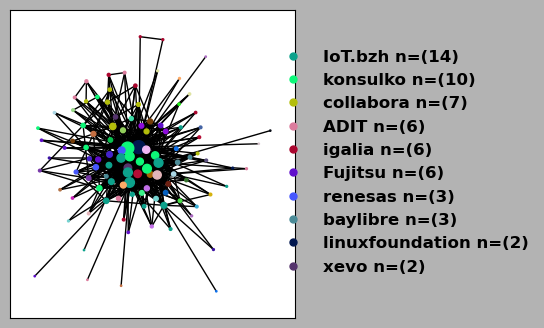 IoT.bzh n=(14)
konsulko n=(10)
collabora n=(7)
ADIT n=(6)
igalia n=(6)
Fujitsu n=(6)
renesas n=(3)
baylibre n=(3)
linuxfoundation n=(2)
xevo n=(2)